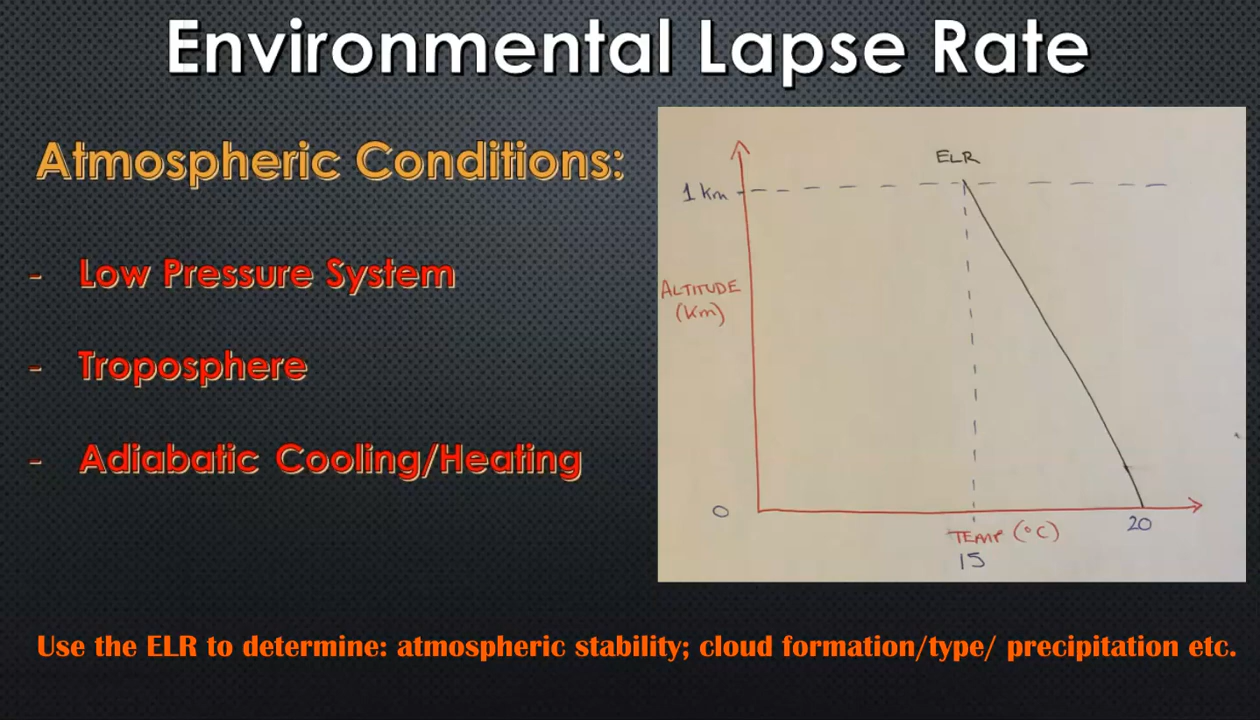 Environmental Lapse Rate
Atmospheric Conditions:
- Low Pressure System
- Troposphere
- Adiabatic Cooling/Heating
ELR
1 km
ALTITUDE
(Km)
0
20
TEMP (°C)
15
Use the ELR to determine: atmospheric stability; cloud formation/type/ precipitation etc.